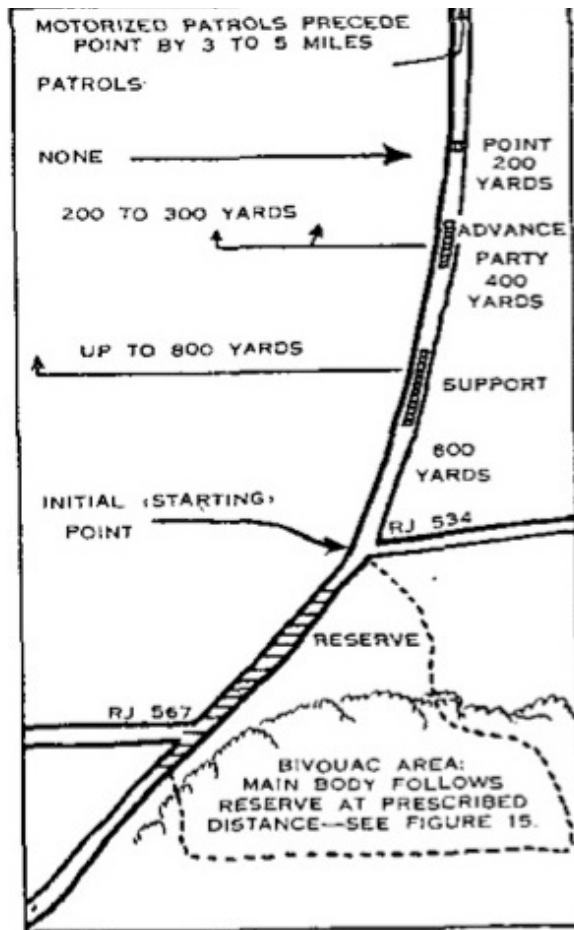 MOTORIZED PATROLS PRECEDE
POINT BY 3 TO 5 MILES
PATROLS
NONE
POINT
200
YARDS
200 TO 300 YARDS
ADVANCE
PARTY
400
YARDS
UP TO 800 YARDS
SUPPORT
600
YARDS
INITIAL (STARTING)
POINT
RJ 534
RESERVE
RJ 567
BIVOUAC AREA:
MAIN BODY FOLLOWS
RESERVE AT PRESCRIBED
DISTANCE—SEE FIGURE 15.